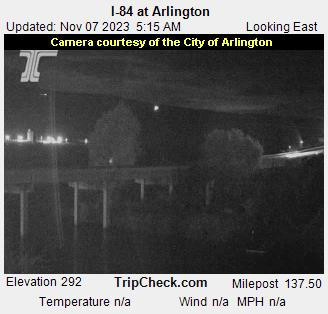 I-84 at Arlington
Updated: Nov 07 2023 5:15 AM Looking East
Camera courtesy of the City of Arlington
Elevation 292 TripCheck.com Milepost 137.50
Temperature n/a Wind n/a MPH n/a